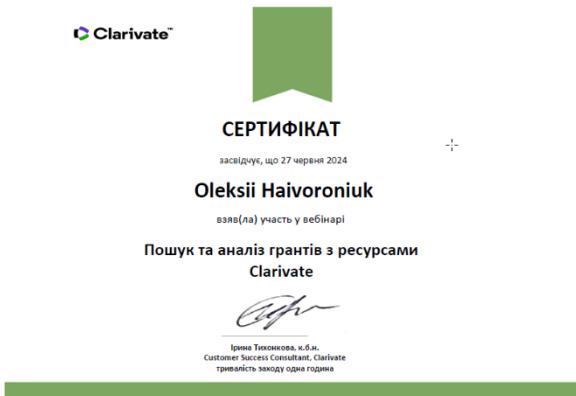 Clarivate™
СЕРТИФІКАТ
засвідчує, що 27 червня 2024
Oleksii Haivoroniuk
взяв(ла) участь у вебінарі
Пошук та аналіз грантів з ресурсами
Clarivate
Ірина Тихонкова, к.б.н.
Customer Success Consultant, Clarivate
тривалість заходу одна година